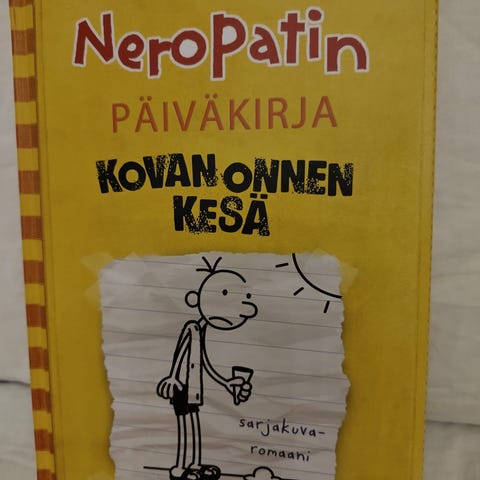 Neropatin
PÄIVÄKIRJA
KOVAN ONNEN
KESÄ
sarjakuva-
romaani